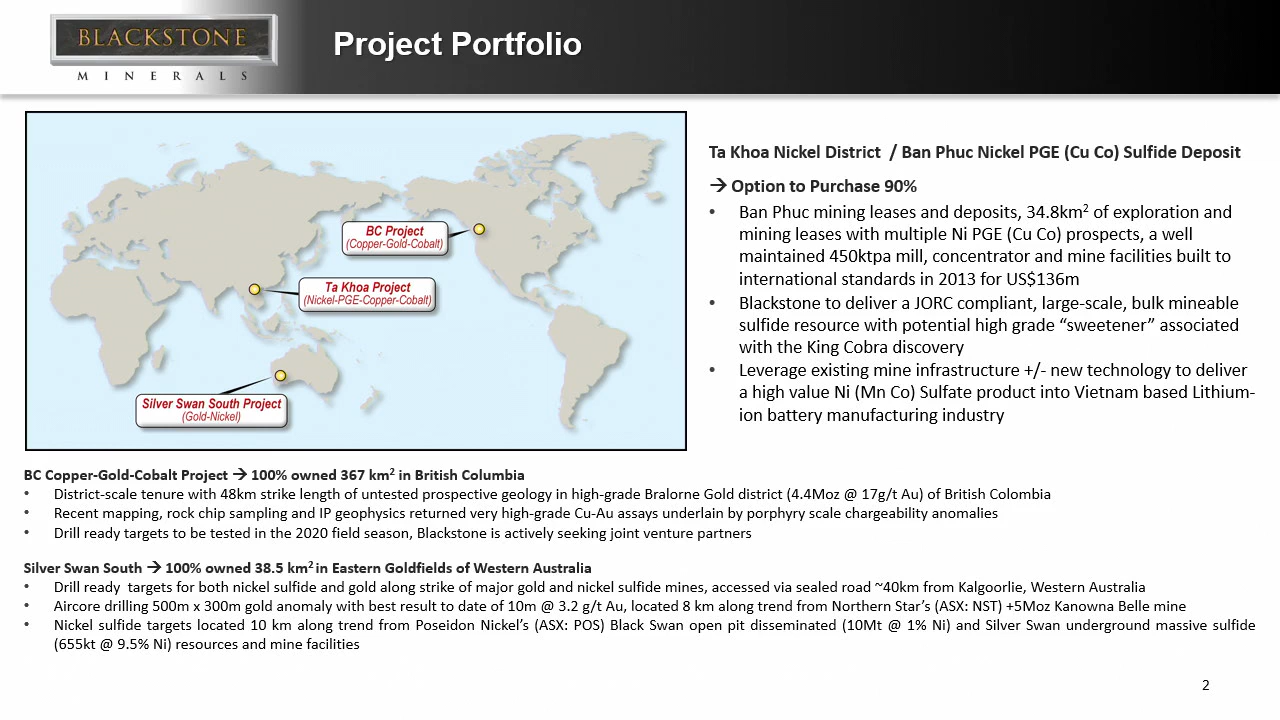 BLACKSTONE
MINERALS
Project Portfolio
BC Project
(Copper-Gold-Cobalt)
Ta Khoa Project
(Nickel-PGE-Copper-Cobalt)
Silver Swan South Project
(Gold-Nickel)
Ta Khoa Nickel District / Ban Phuc Nickel PGE (Cu Co) Sulfide Deposit
→ Option to Purchase 90%
• Ban Phuc mining leases and deposits, 34.8km² of exploration and
mining leases with multiple Ni PGE (Cu Co) prospects, a well
maintained 450ktpa mill, concentrator and mine facilities built to
international standards in 2013 for US$136m
• Blackstone to deliver a JORC compliant, large-scale, bulk mineable
sulfide resource with potential high grade “sweetener” associated
with the King Cobra discovery
• Leverage existing mine infrastructure +/- new technology to deliver
a high value Ni (Mn Co) Sulfate product into Vietnam based Lithium-
ion battery manufacturing industry
BC Copper-Gold-Cobalt Project → 100% owned 367 km² in British Columbia
• District-scale tenure with 48km strike length of untested prospective geology in high-grade Bralorne Gold district (4.4Moz @ 17g/t Au) of British Colombia
• Recent mapping, rock chip sampling and IP geophysics returned very high-grade Cu-Au assays underlain by porphyry scale chargeability anomalies
• Drill ready targets to be tested in the 2020 field season, Blackstone is actively seeking joint venture partners
Silver Swan South → 100% owned 38.5 km² in Eastern Goldfields of Western Australia
• Drill ready targets for both nickel sulfide and gold along strike of major gold and nickel sulfide mines, accessed via sealed road ~40km from Kalgoorlie, Western Australia
• Aircore drilling 500m x 300m gold anomaly with best result to date of 10m @ 3.2 g/t Au, located 8 km along trend from Northern Star’s (ASX: NST) +5Moz Kanowna Belle mine
• Nickel sulfide targets located 10 km along trend from Poseidon Nickel’s (ASX: POS) Black Swan open pit disseminated (10Mt @ 1% Ni) and Silver Swan underground massive sulfide
(655kt @ 9.5% Ni) resources and mine facilities
2